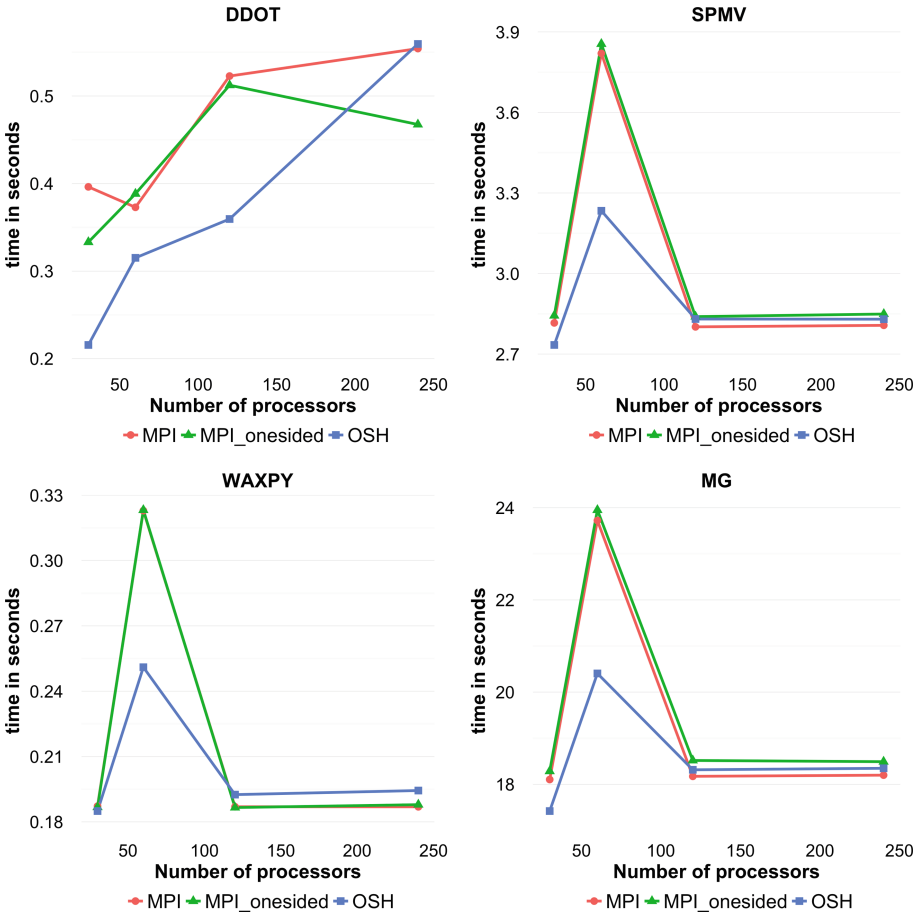 DDOT
time in seconds
0.5
0.4
0.3
0.2
50 100 150 200 250
Number of processors
MPI MPI_onesided OSH
SPMV
time in seconds
3.9
3.6
3.3
3.0
2.7
50 100 150 200 250
Number of processors
MPI MPI_onesided OSH
WAXPY
time in seconds
0.33
0.30
0.27
0.24
0.21
0.18
50 100 150 200 250
Number of processors
MPI MPI_onesided OSH
MG
time in seconds
24
22
20
18
50 100 150 200 250
Number of processors
MPI MPI_onesided OSH